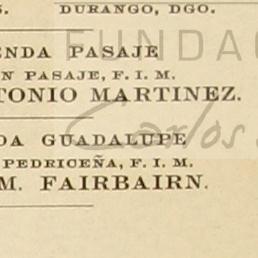 DURANGO, DGO.
ENDA PASAJE
N PASAJE, F. I. M.
TONIO MARTINEZ.
DA GUADALUPE
PEDRICEÑA, F. I. M.
M. FAIRBAIRN.
FUNDAC
Carlos